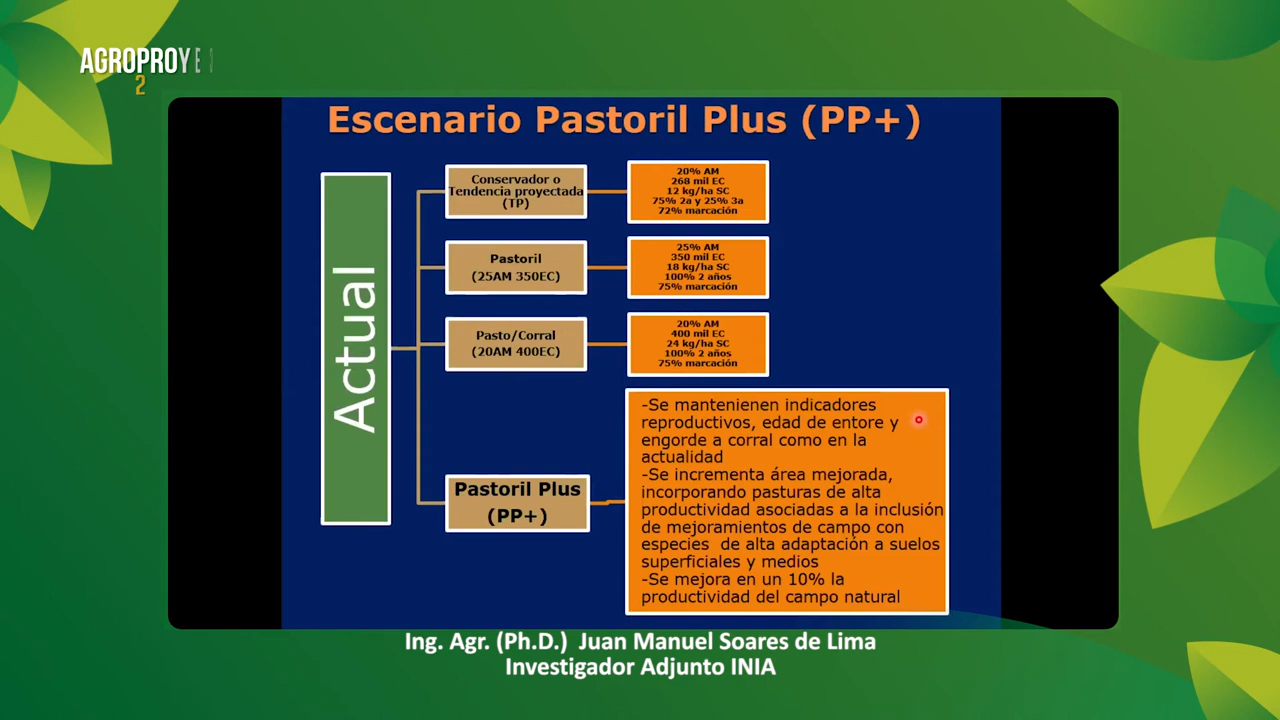 AGROPROYE
2
Escenario Pastoril Plus (PP+)
Actual
Conservador o
Tendencia proyectada
(TP)
20% AM
268 mil EC
12 kg/ha SC
75% 2a y 25% 3a
72% marcación
Pastoril
(25AM 350EC)
25% AM
350 mil EC
18 kg/ha SC
100% 2 años
75% marcación
Pasto/Corral
(20AM 400EC)
20% AM
400 mil EC
24 kg/ha SC
100% 2 años
75% marcación
Pastoril Plus
(PP+)
-Se mantenienen indicadores
reproductivos, edad de entore y
engorde a corral como en la
actualidad
-Se incrementa área mejorada,
incorporando pasturas de alta
productividad asociadas a la inclusión
de mejoramientos de campo con
especies de alta adaptación a suelos
superficiales y medios
-Se mejora en un 10% la
productividad del campo natural
Ing. Agr. (Ph.D.) Juan Manuel Soares de Lima
Investigador Adjunto INIA